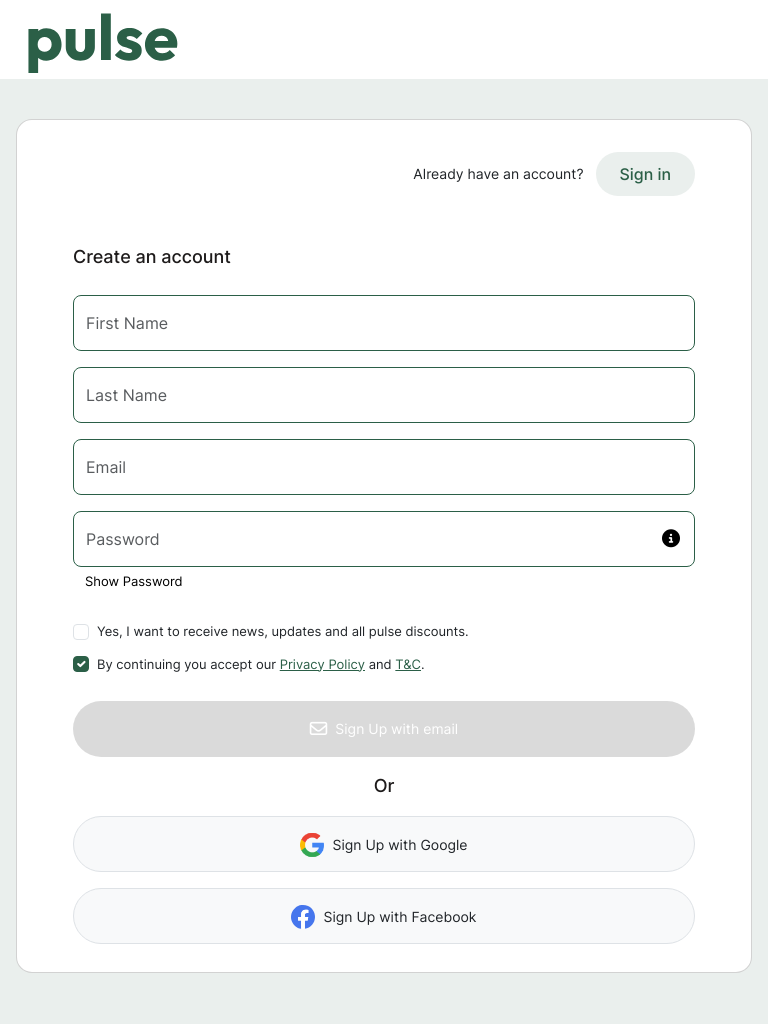 pulse
Already have an account? Sign in
Create an account
First Name
Last Name
Email
Password
Show Password
Yes, I want to receive news, updates and all pulse discounts.
By continuing you accept our Privacy Policy and T&C.
Sign Up with email
Or
Sign Up with Google
Sign Up with Facebook